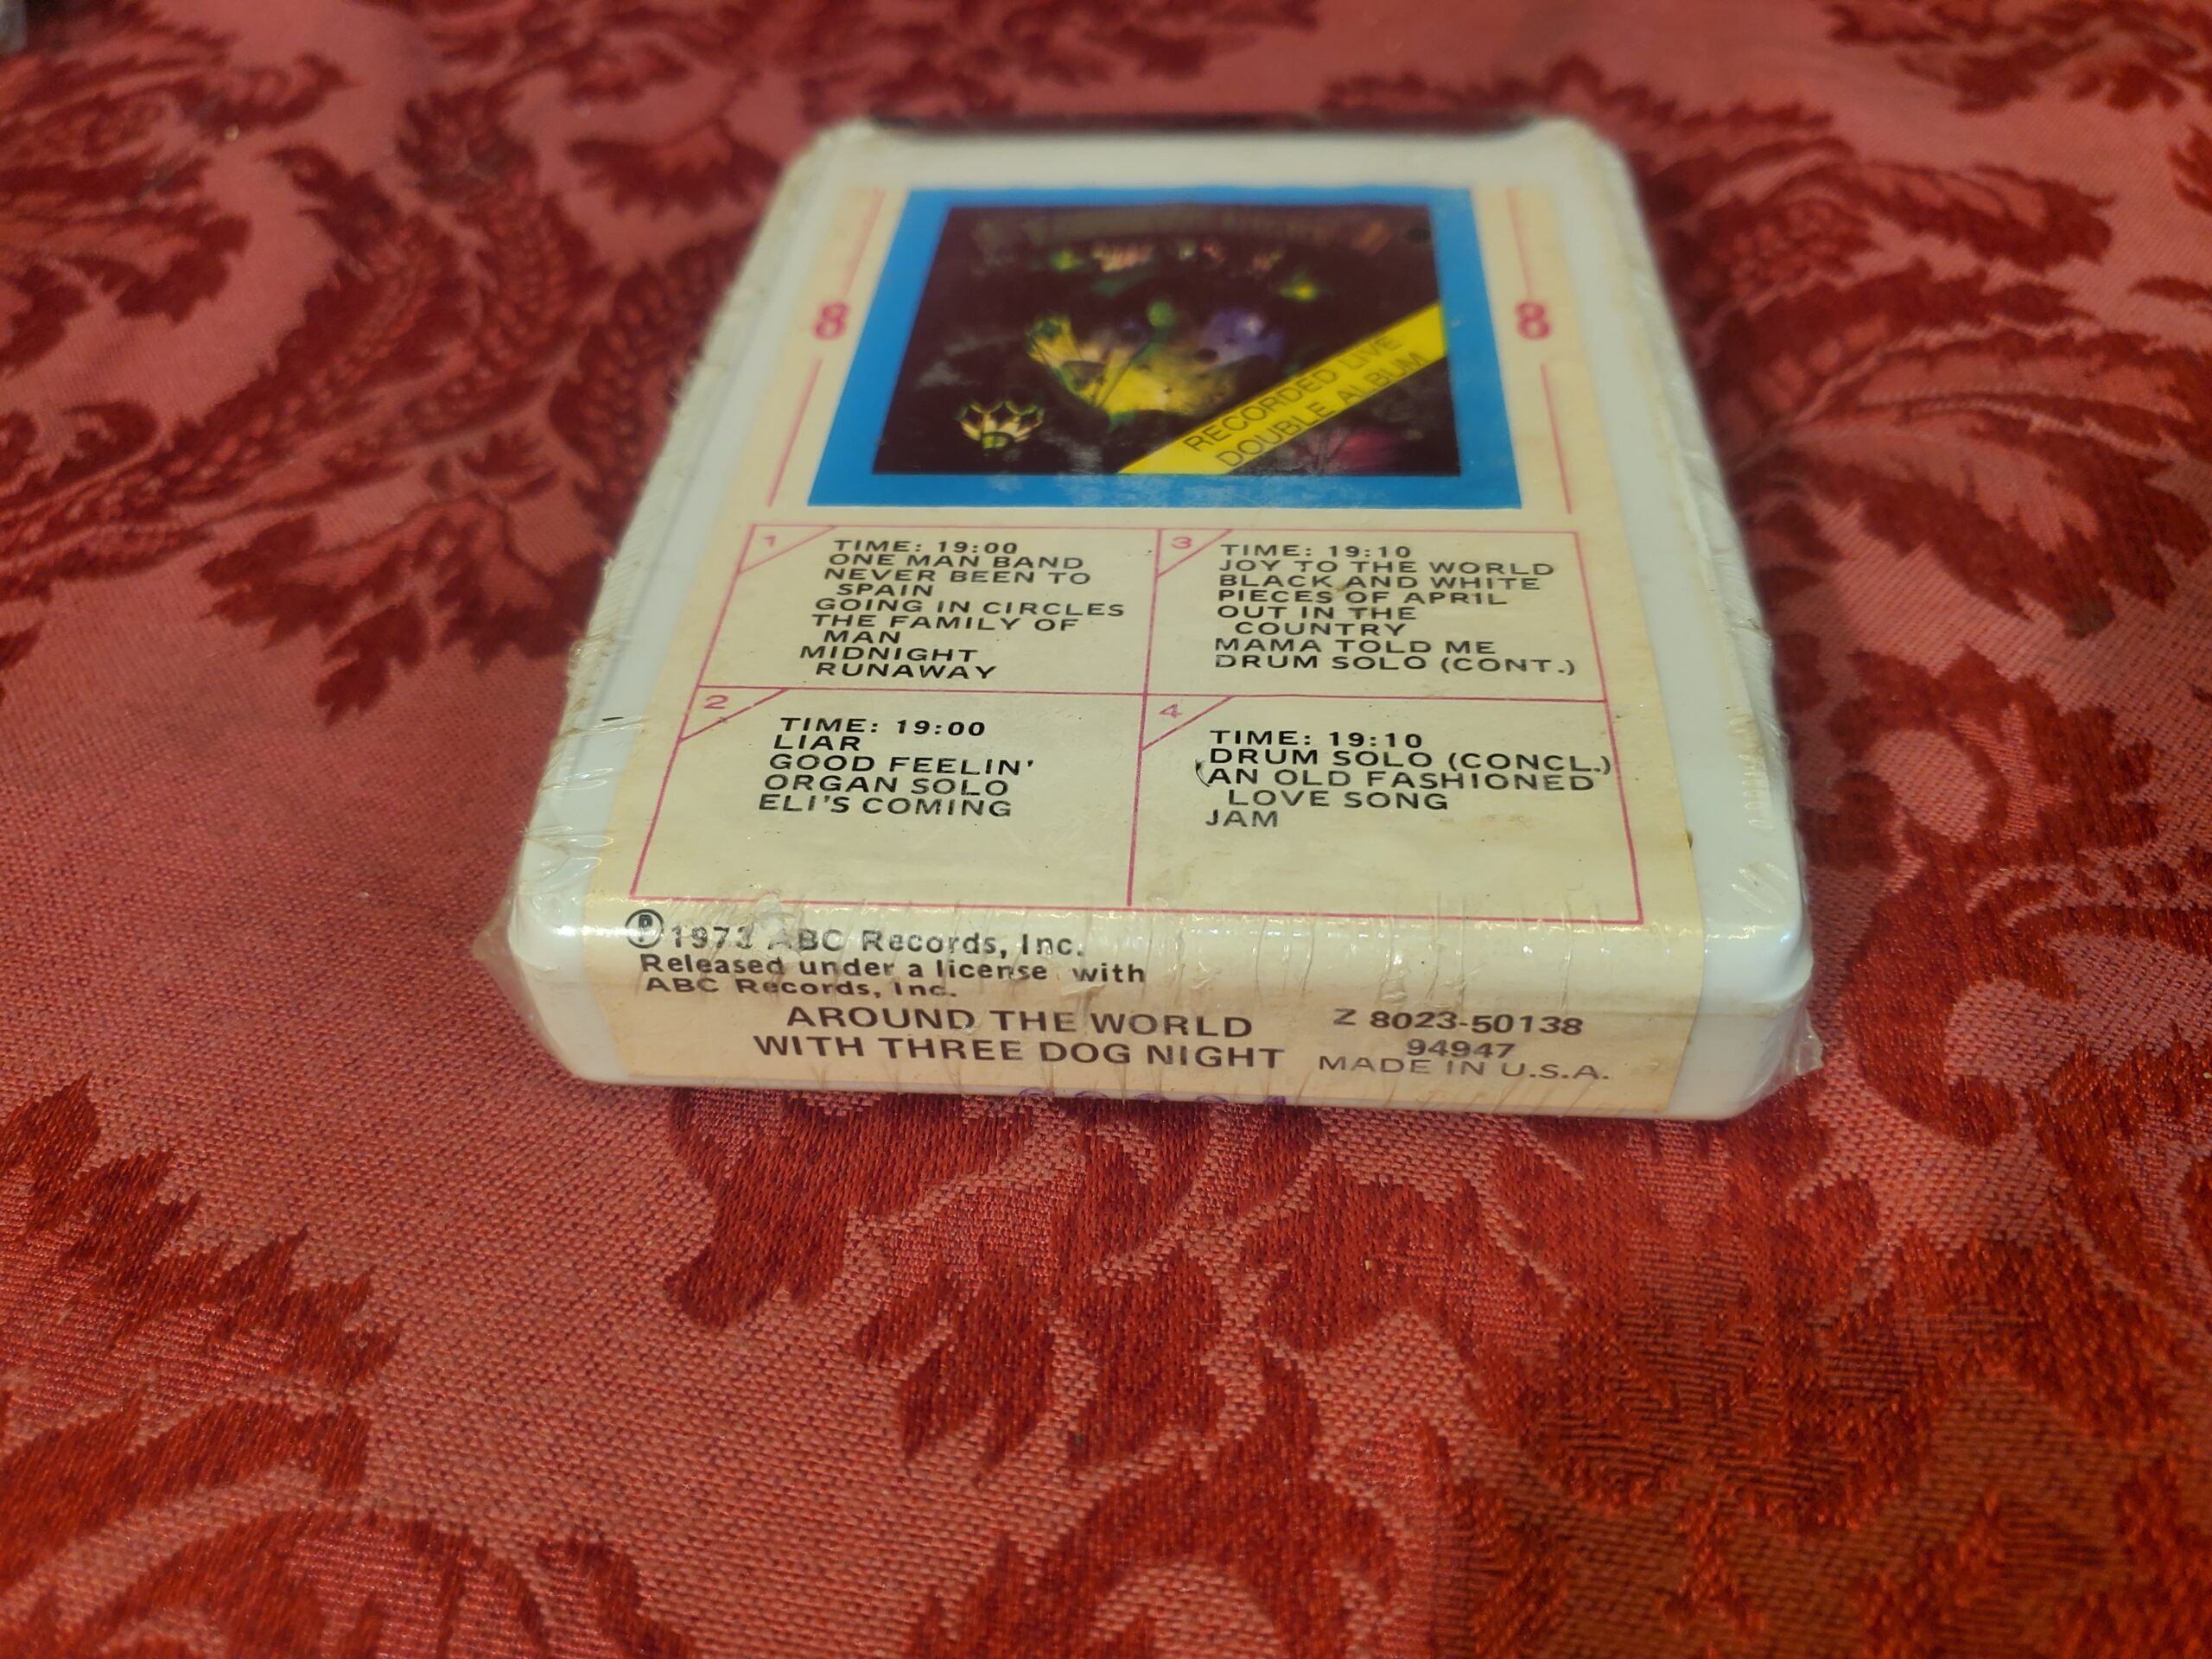 8
8
RECORDED LIVE
DOUBLE ALBUM
1
TIME: 19:00
ONE MAN BAND
NEVER BEEN TO
SPAIN
GOING IN CIRCLES
THE FAMILY OF
MAN
MIDNIGHT
RUNAWAY
2
TIME: 19:00
LIAR
GOOD FEELIN'
ORGAN SOLO
ELI'S COMING
3
TIME: 19:10
JOY TO THE WORLD
BLACK AND WHITE
PIECES OF APRIL
OUT IN THE
COUNTRY
MAMA TOLD ME
DRUM SOLO (CONT.)
4
TIME: 19:10
DRUM SOLO (CONCL.)
AN OLD FASHIONED
LOVE SONG
JAM
℗1973 ABC Records, Inc.
Released under a license with
ABC Records, Inc.
AROUND THE WORLD
WITH THREE DOG NIGHT
Z 8023-50138
94947
MADE IN U.S.A.